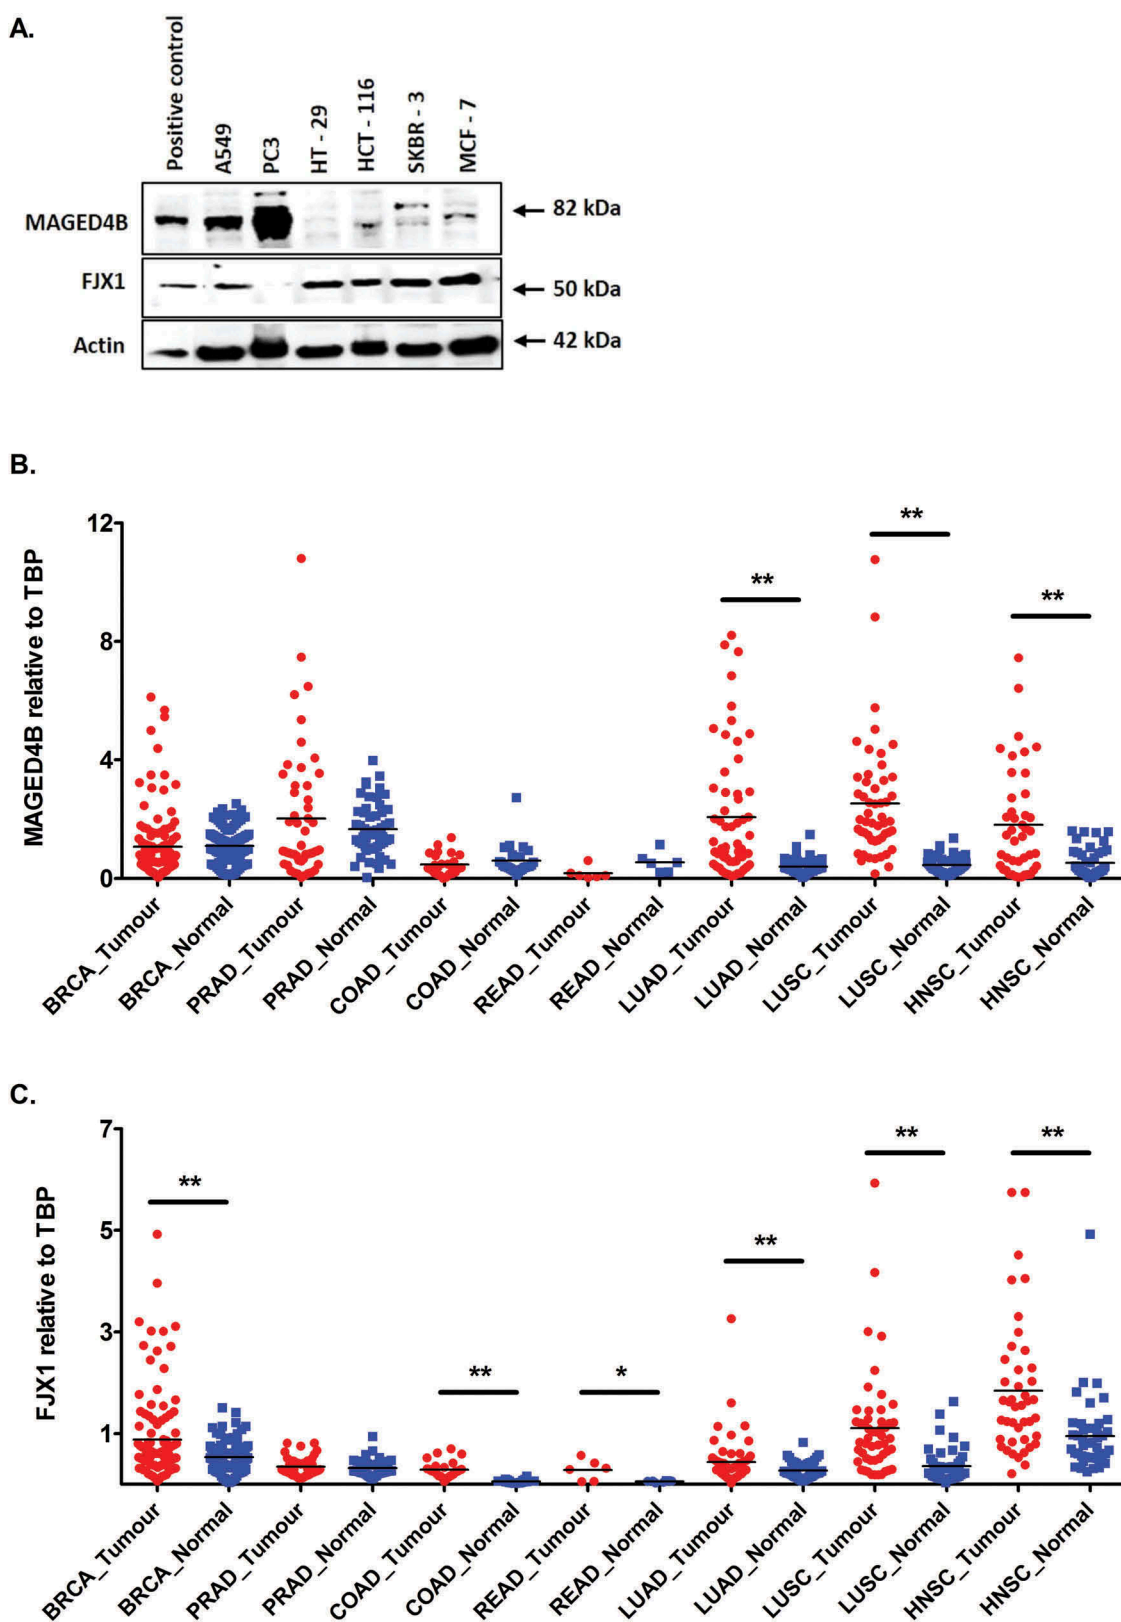 A.
Positive control
A549
PC3
HT - 29
HCT - 116
SKBR - 3
MCF - 7
MAGED4B
82 kDa
FJX1
50 kDa
Actin
42 kDa
B.
MAGED4B relative to TBP
12
8
4
0
**
**
**
BRCA_Tumour
BRCA_Normal
PRAD_Tumour
PRAD_Normal
COAD_Tumour
COAD_Normal
READ_Tumour
READ_Normal
LUAD_Tumour
LUAD_Normal
LUSC_Tumour
LUSC_Normal
HNSC_Tumour
HNSC_Normal
C.
FJX1 relative to TBP
7
5
3
1
**
**
*
**
**
**
BRCA_Tumour
BRCA_Normal
PRAD_Tumour
PRAD_Normal
COAD_Tumour
COAD_Normal
READ_Tumour
READ_Normal
LUAD_Tumour
LUAD_Normal
LUSC_Tumour
LUSC_Normal
HNSC_Tumour
HNSC_Normal